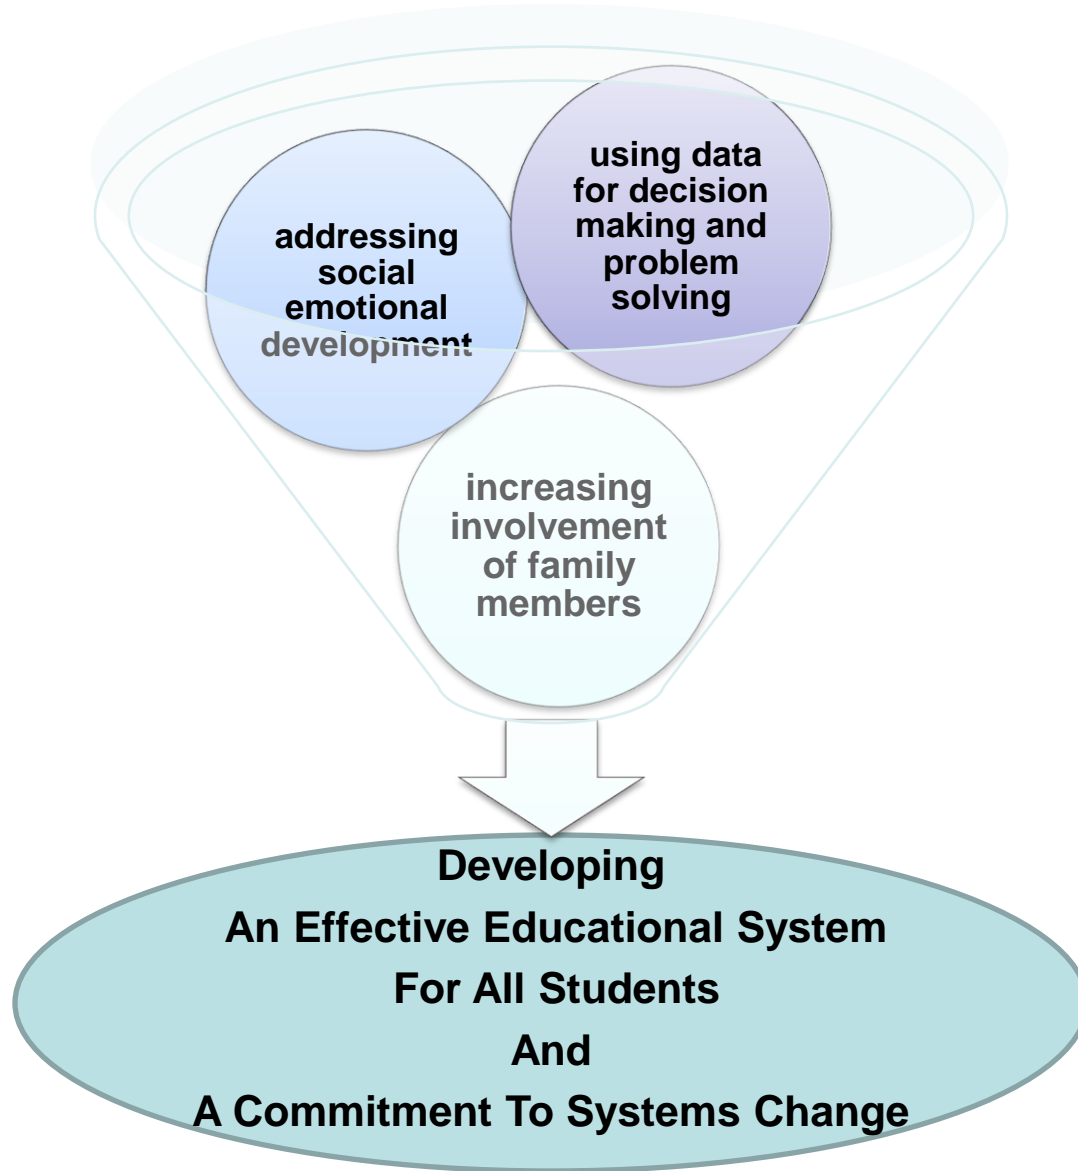 using data
for decision
making and
problem
solving
addressing
social
emotional
development
increasing
involvement
of family
members
Developing
An Effective Educational System
For All Students
And
A Commitment To Systems Change